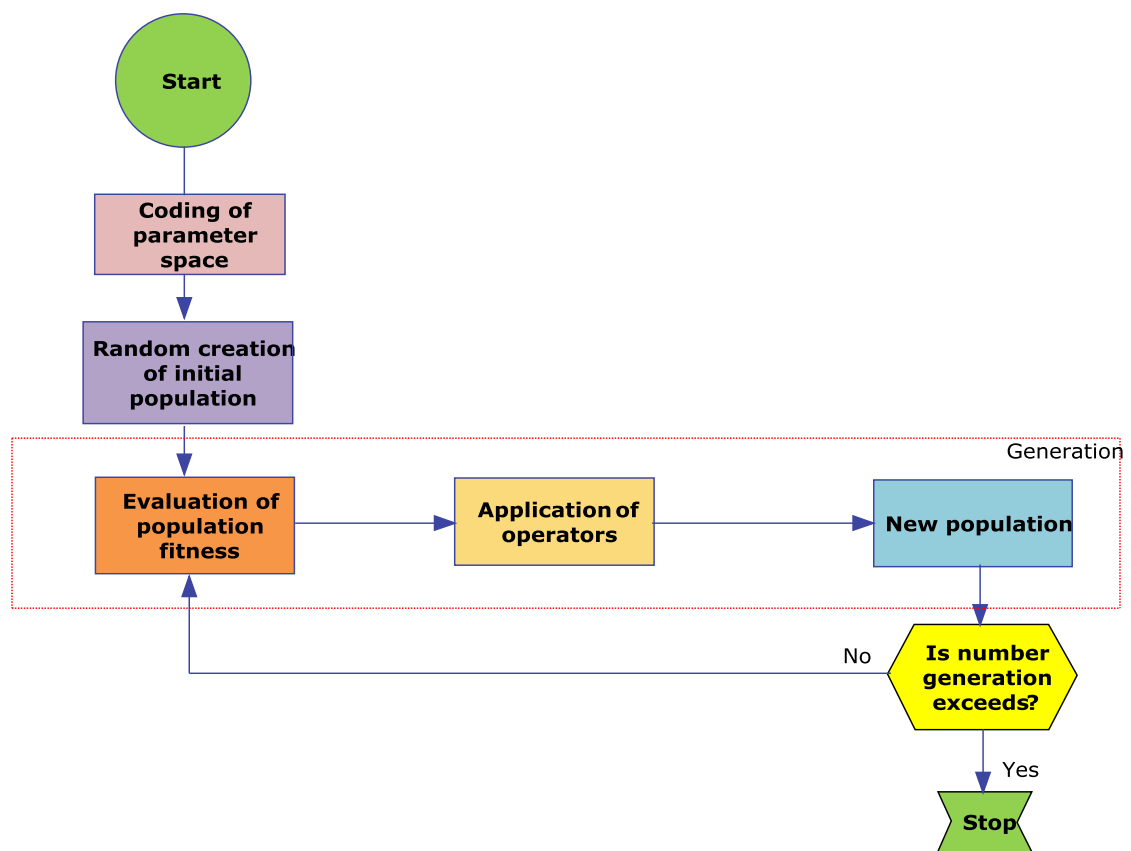 Start
Coding of
parameter
space
Random creation
of initial
population
Generation
Evaluation of
population
fitness
Application of
operators
New population
No
Is number
generation
exceeds?
Yes
Stop